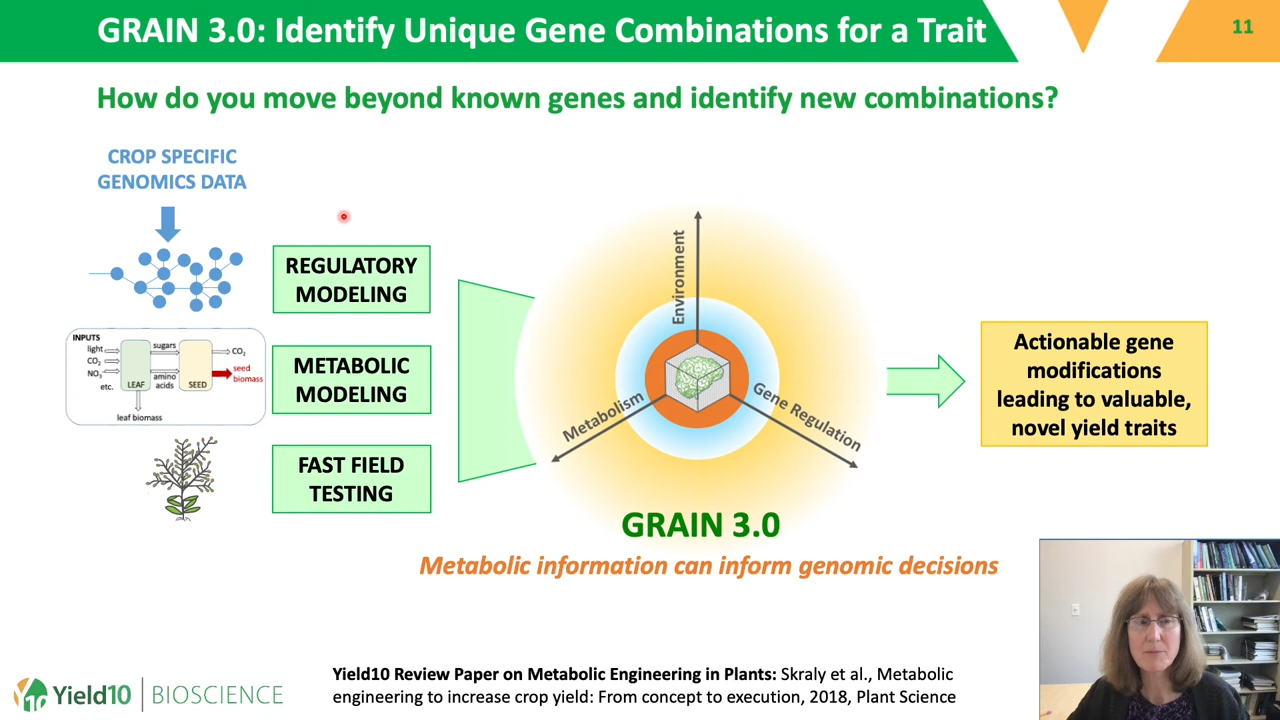 GRAIN 3.0: Identify Unique Gene Combinations for a Trait
11
How do you move beyond known genes and identify new combinations?
CROP SPECIFIC
GENOMICS DATA
REGULATORY
MODELING
INPUTS
light
CO2
NO3
etc.
LEAF
sugars
amino
acids
SEED
CO2
seed
biomass
leaf biomass
METABOLIC
MODELING
FAST FIELD
TESTING
Environment
Metabolism
Gene Regulation
GRAIN 3.0
Metabolic information can inform genomic decisions
Actionable gene
modifications
leading to valuable,
novel yield traits
Yield10 Review Paper on Metabolic Engineering in Plants: Skraly et al., Metabolic
engineering to increase crop yield: From concept to execution, 2018, Plant Science
Yield10 BIOSCIENCE